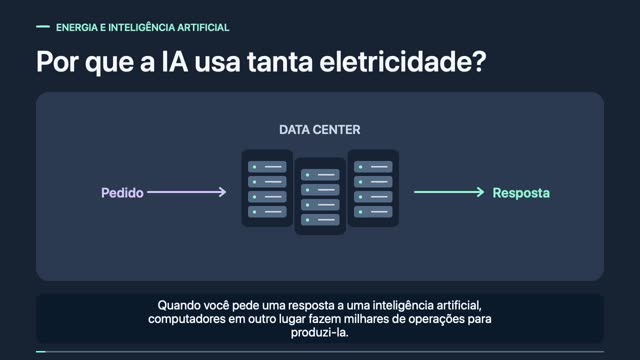 ENERGIA E INTELIGÊNCIA ARTIFICIAL
Por que a IA usa tanta eletricidade?
DATA CENTER
Pedido
Resposta
Quando você pede uma resposta a uma inteligência artificial,
computadores em outro lugar fazem milhares de operações para
produzi-la.